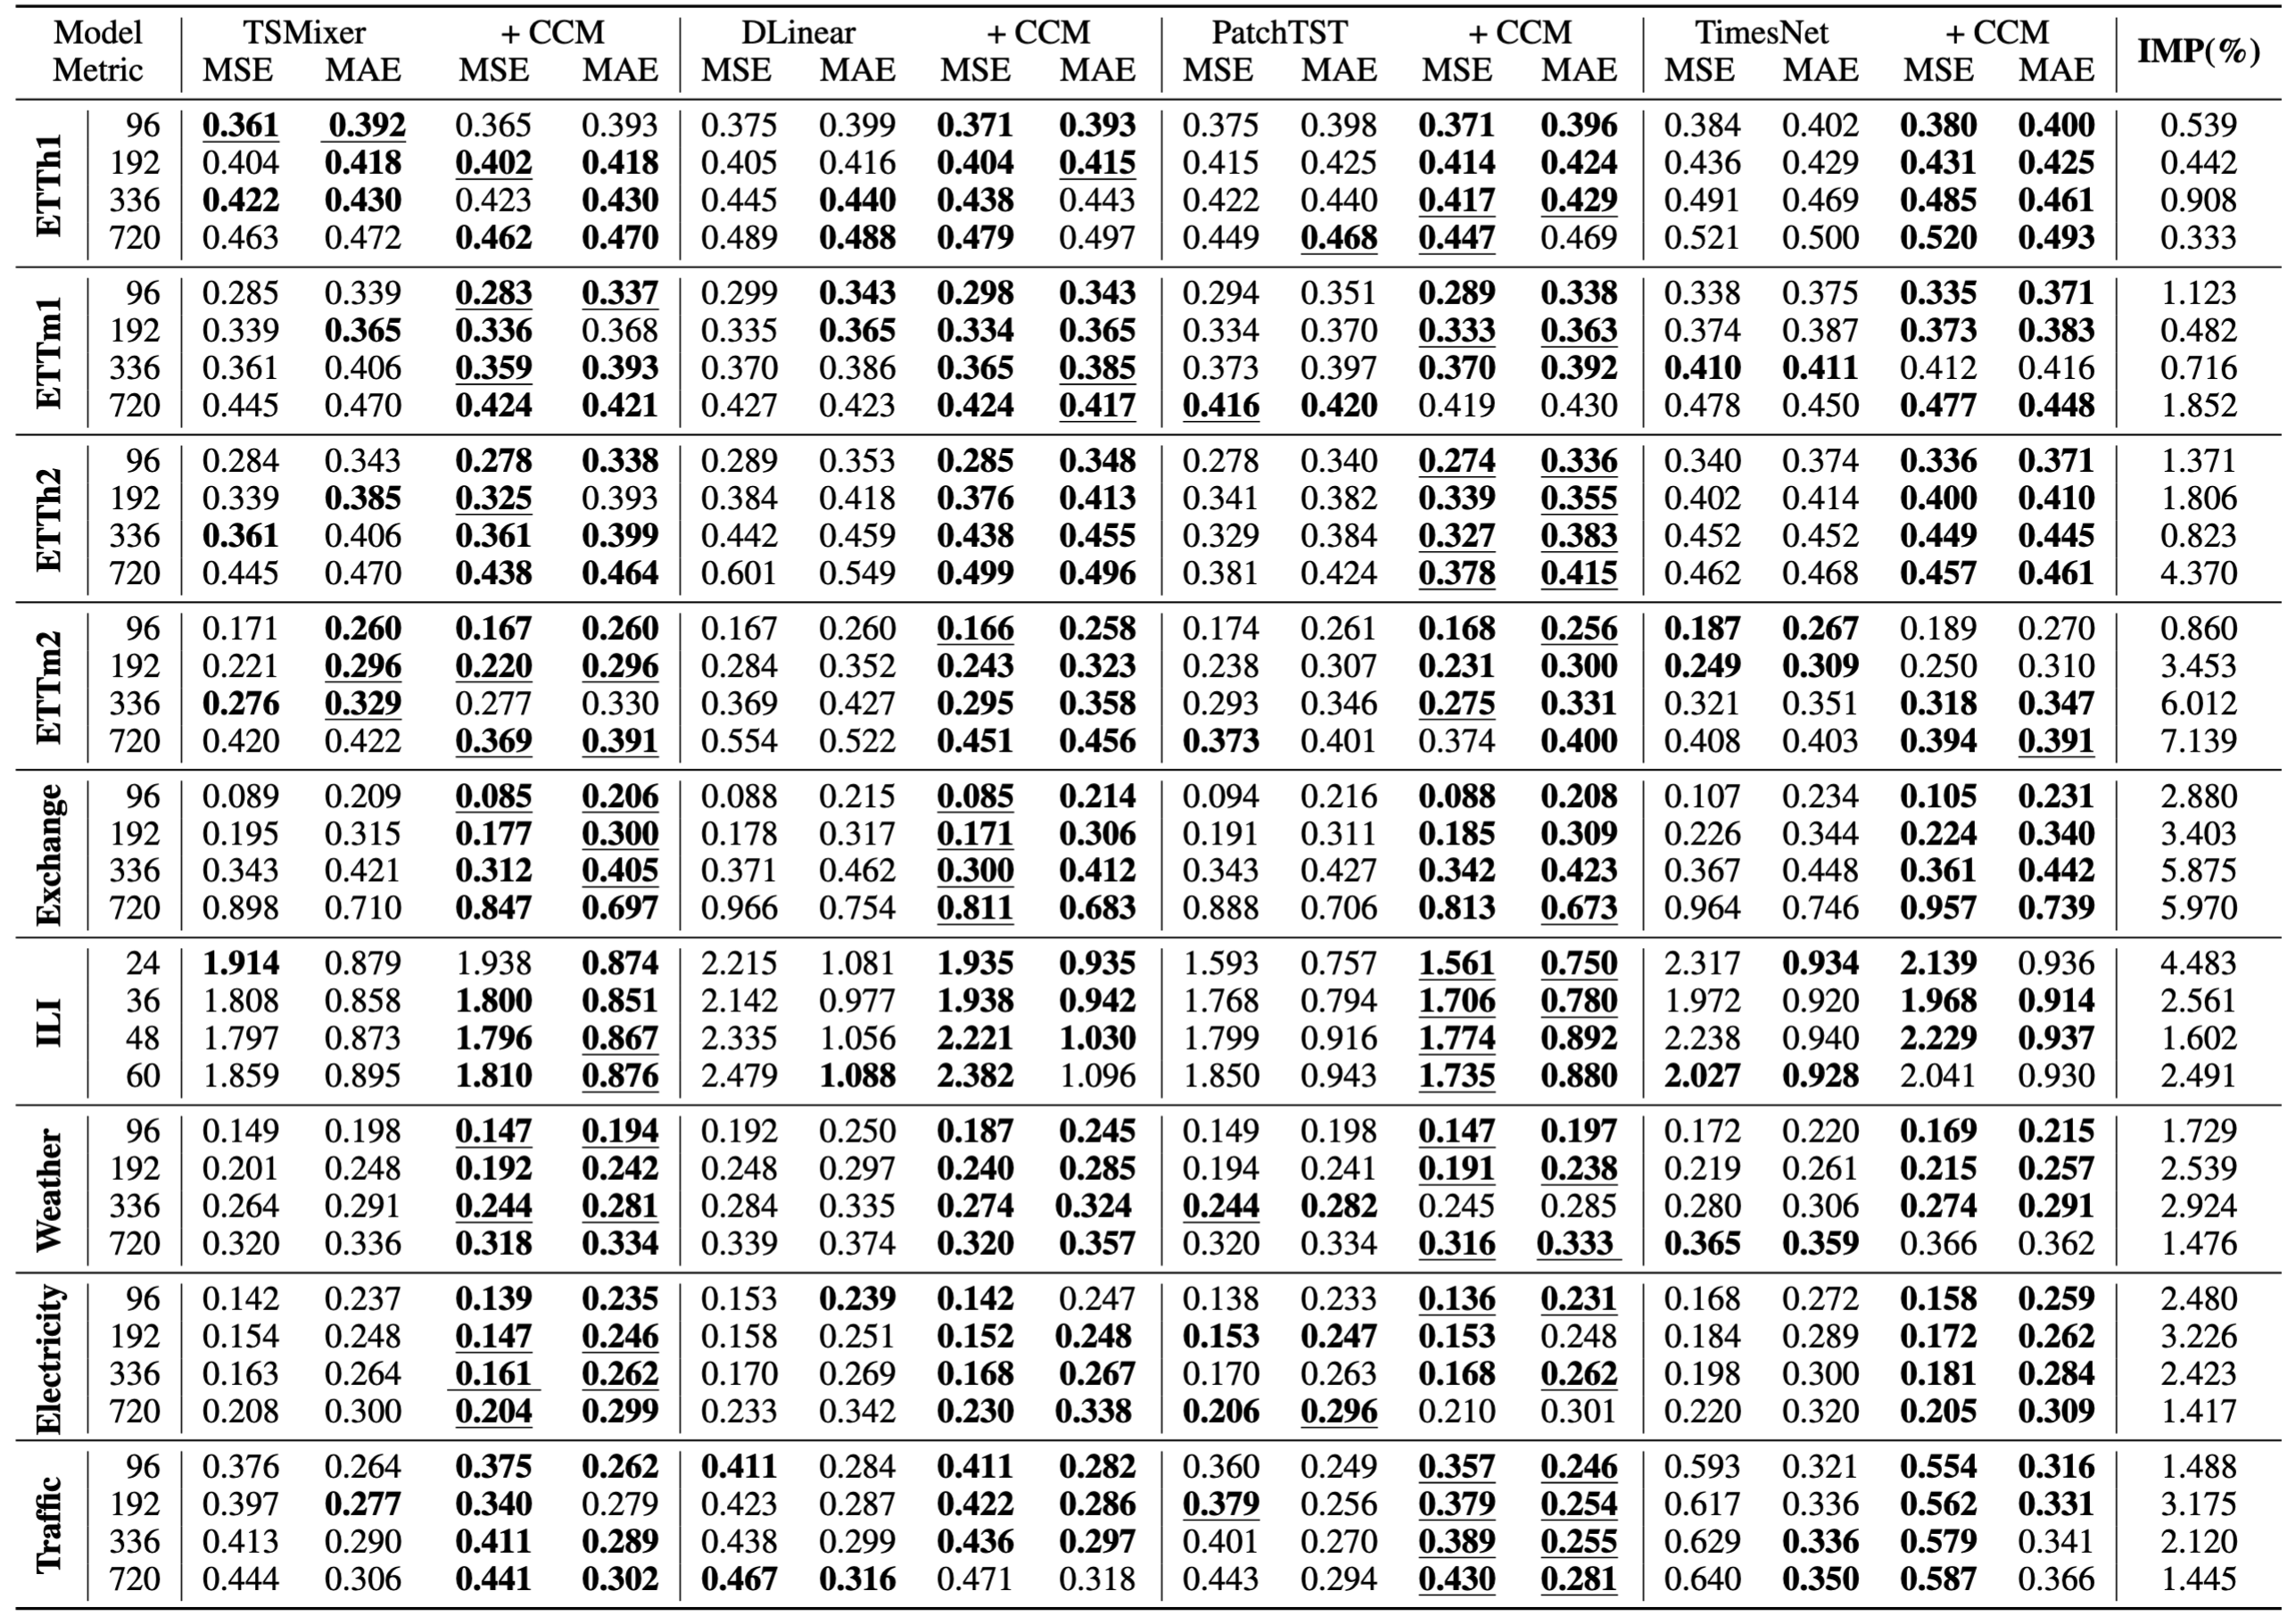 Model TSMixer + CCM DLinear + CCM PatchTST + CCM TimesNet + CCM IMP(%)
Metric MSE MAE MSE MAE MSE MAE MSE MAE MSE MAE MSE MAE MSE MAE MSE MAE
ETTh1
96 0.361 0.392 0.365 0.393 0.375 0.399 0.371 0.393 0.375 0.398 0.371 0.396 0.384 0.402 0.380 0.400 0.539
192 0.404 0.418 0.402 0.418 0.405 0.416 0.404 0.415 0.415 0.425 0.414 0.424 0.436 0.429 0.431 0.425 0.442
336 0.422 0.430 0.423 0.430 0.445 0.440 0.438 0.443 0.422 0.440 0.417 0.429 0.491 0.469 0.485 0.461 0.908
720 0.463 0.472 0.462 0.470 0.489 0.488 0.479 0.497 0.449 0.468 0.447 0.469 0.521 0.500 0.520 0.493 0.333
ETTm1
96 0.285 0.339 0.283 0.337 0.299 0.343 0.298 0.343 0.294 0.351 0.289 0.338 0.338 0.375 0.335 0.371 1.123
192 0.339 0.365 0.336 0.368 0.335 0.365 0.334 0.365 0.334 0.370 0.333 0.363 0.374 0.387 0.373 0.383 0.482
336 0.361 0.406 0.359 0.393 0.370 0.386 0.365 0.385 0.373 0.397 0.370 0.392 0.410 0.411 0.412 0.416 0.716
720 0.445 0.470 0.424 0.421 0.427 0.423 0.424 0.417 0.416 0.420 0.419 0.430 0.478 0.450 0.477 0.448 1.852
ETTh2
96 0.284 0.343 0.278 0.338 0.289 0.353 0.285 0.348 0.278 0.340 0.274 0.336 0.340 0.374 0.336 0.371 1.371
192 0.339 0.385 0.325 0.393 0.384 0.418 0.376 0.413 0.341 0.382 0.339 0.355 0.402 0.414 0.400 0.410 1.806
336 0.361 0.406 0.361 0.399 0.442 0.459 0.438 0.455 0.329 0.384 0.327 0.383 0.452 0.452 0.449 0.445 0.823
720 0.445 0.470 0.438 0.464 0.601 0.549 0.499 0.496 0.381 0.424 0.378 0.415 0.462 0.468 0.457 0.461 4.370
ETTm2
96 0.171 0.260 0.167 0.260 0.167 0.260 0.166 0.258 0.174 0.261 0.168 0.256 0.187 0.267 0.189 0.270 0.860
192 0.221 0.296 0.220 0.296 0.284 0.352 0.243 0.323 0.238 0.307 0.231 0.300 0.249 0.309 0.250 0.310 3.453
336 0.276 0.329 0.277 0.330 0.369 0.427 0.295 0.358 0.293 0.346 0.275 0.331 0.321 0.351 0.318 0.347 6.012
720 0.420 0.422 0.369 0.391 0.554 0.522 0.451 0.456 0.373 0.401 0.374 0.400 0.408 0.403 0.394 0.391 7.139
Exchange
96 0.089 0.209 0.085 0.206 0.088 0.215 0.085 0.214 0.094 0.216 0.088 0.208 0.107 0.234 0.105 0.231 2.880
192 0.195 0.315 0.177 0.300 0.178 0.317 0.171 0.306 0.191 0.311 0.185 0.309 0.226 0.344 0.224 0.340 3.403
336 0.343 0.421 0.312 0.405 0.371 0.462 0.300 0.412 0.343 0.427 0.342 0.423 0.367 0.448 0.361 0.442 5.875
720 0.898 0.710 0.847 0.697 0.966 0.754 0.811 0.683 0.888 0.706 0.813 0.673 0.964 0.746 0.957 0.739 5.970
ILI
24 1.914 0.879 1.938 0.874 2.215 1.081 1.935 0.935 1.593 0.757 1.561 0.750 2.317 0.934 2.139 0.936 4.483
36 1.808 0.858 1.800 0.851 2.142 0.977 1.938 0.942 1.768 0.794 1.706 0.780 1.972 0.920 1.968 0.914 2.561
48 1.797 0.873 1.796 0.867 2.335 1.056 2.221 1.030 1.799 0.916 1.774 0.892 2.238 0.940 2.229 0.937 1.602
60 1.859 0.895 1.810 0.876 2.479 1.088 2.382 1.096 1.850 0.943 1.735 0.880 2.027 0.928 2.041 0.930 2.491
Weather
96 0.149 0.198 0.147 0.194 0.192 0.250 0.187 0.245 0.149 0.198 0.147 0.197 0.172 0.220 0.169 0.215 1.729
192 0.201 0.248 0.192 0.242 0.248 0.297 0.240 0.285 0.194 0.241 0.191 0.238 0.219 0.261 0.215 0.257 2.539
336 0.264 0.291 0.244 0.281 0.284 0.335 0.274 0.324 0.244 0.282 0.245 0.285 0.280 0.306 0.274 0.291 2.924
720 0.320 0.336 0.318 0.334 0.339 0.374 0.320 0.357 0.320 0.334 0.316 0.333 0.365 0.359 0.366 0.362 1.476
Electricity
96 0.142 0.237 0.139 0.235 0.153 0.239 0.142 0.247 0.138 0.233 0.136 0.231 0.168 0.272 0.158 0.259 2.480
192 0.154 0.248 0.147 0.246 0.158 0.251 0.152 0.248 0.153 0.247 0.153 0.248 0.184 0.289 0.172 0.262 3.226
336 0.163 0.264 0.161 0.262 0.170 0.269 0.168 0.267 0.170 0.263 0.168 0.262 0.198 0.300 0.181 0.284 2.423
720 0.208 0.300 0.204 0.299 0.233 0.342 0.230 0.338 0.206 0.296 0.210 0.301 0.220 0.320 0.205 0.309 1.417
Traffic
96 0.376 0.264 0.375 0.262 0.411 0.284 0.411 0.282 0.360 0.249 0.357 0.246 0.593 0.321 0.554 0.316 1.488
192 0.397 0.277 0.340 0.279 0.423 0.287 0.422 0.286 0.379 0.256 0.379 0.254 0.617 0.336 0.562 0.331 3.175
336 0.413 0.290 0.411 0.289 0.438 0.299 0.436 0.297 0.401 0.270 0.389 0.255 0.629 0.336 0.579 0.341 2.120
720 0.444 0.306 0.441 0.302 0.467 0.316 0.471 0.318 0.443 0.294 0.430 0.281 0.640 0.350 0.587 0.366 1.445